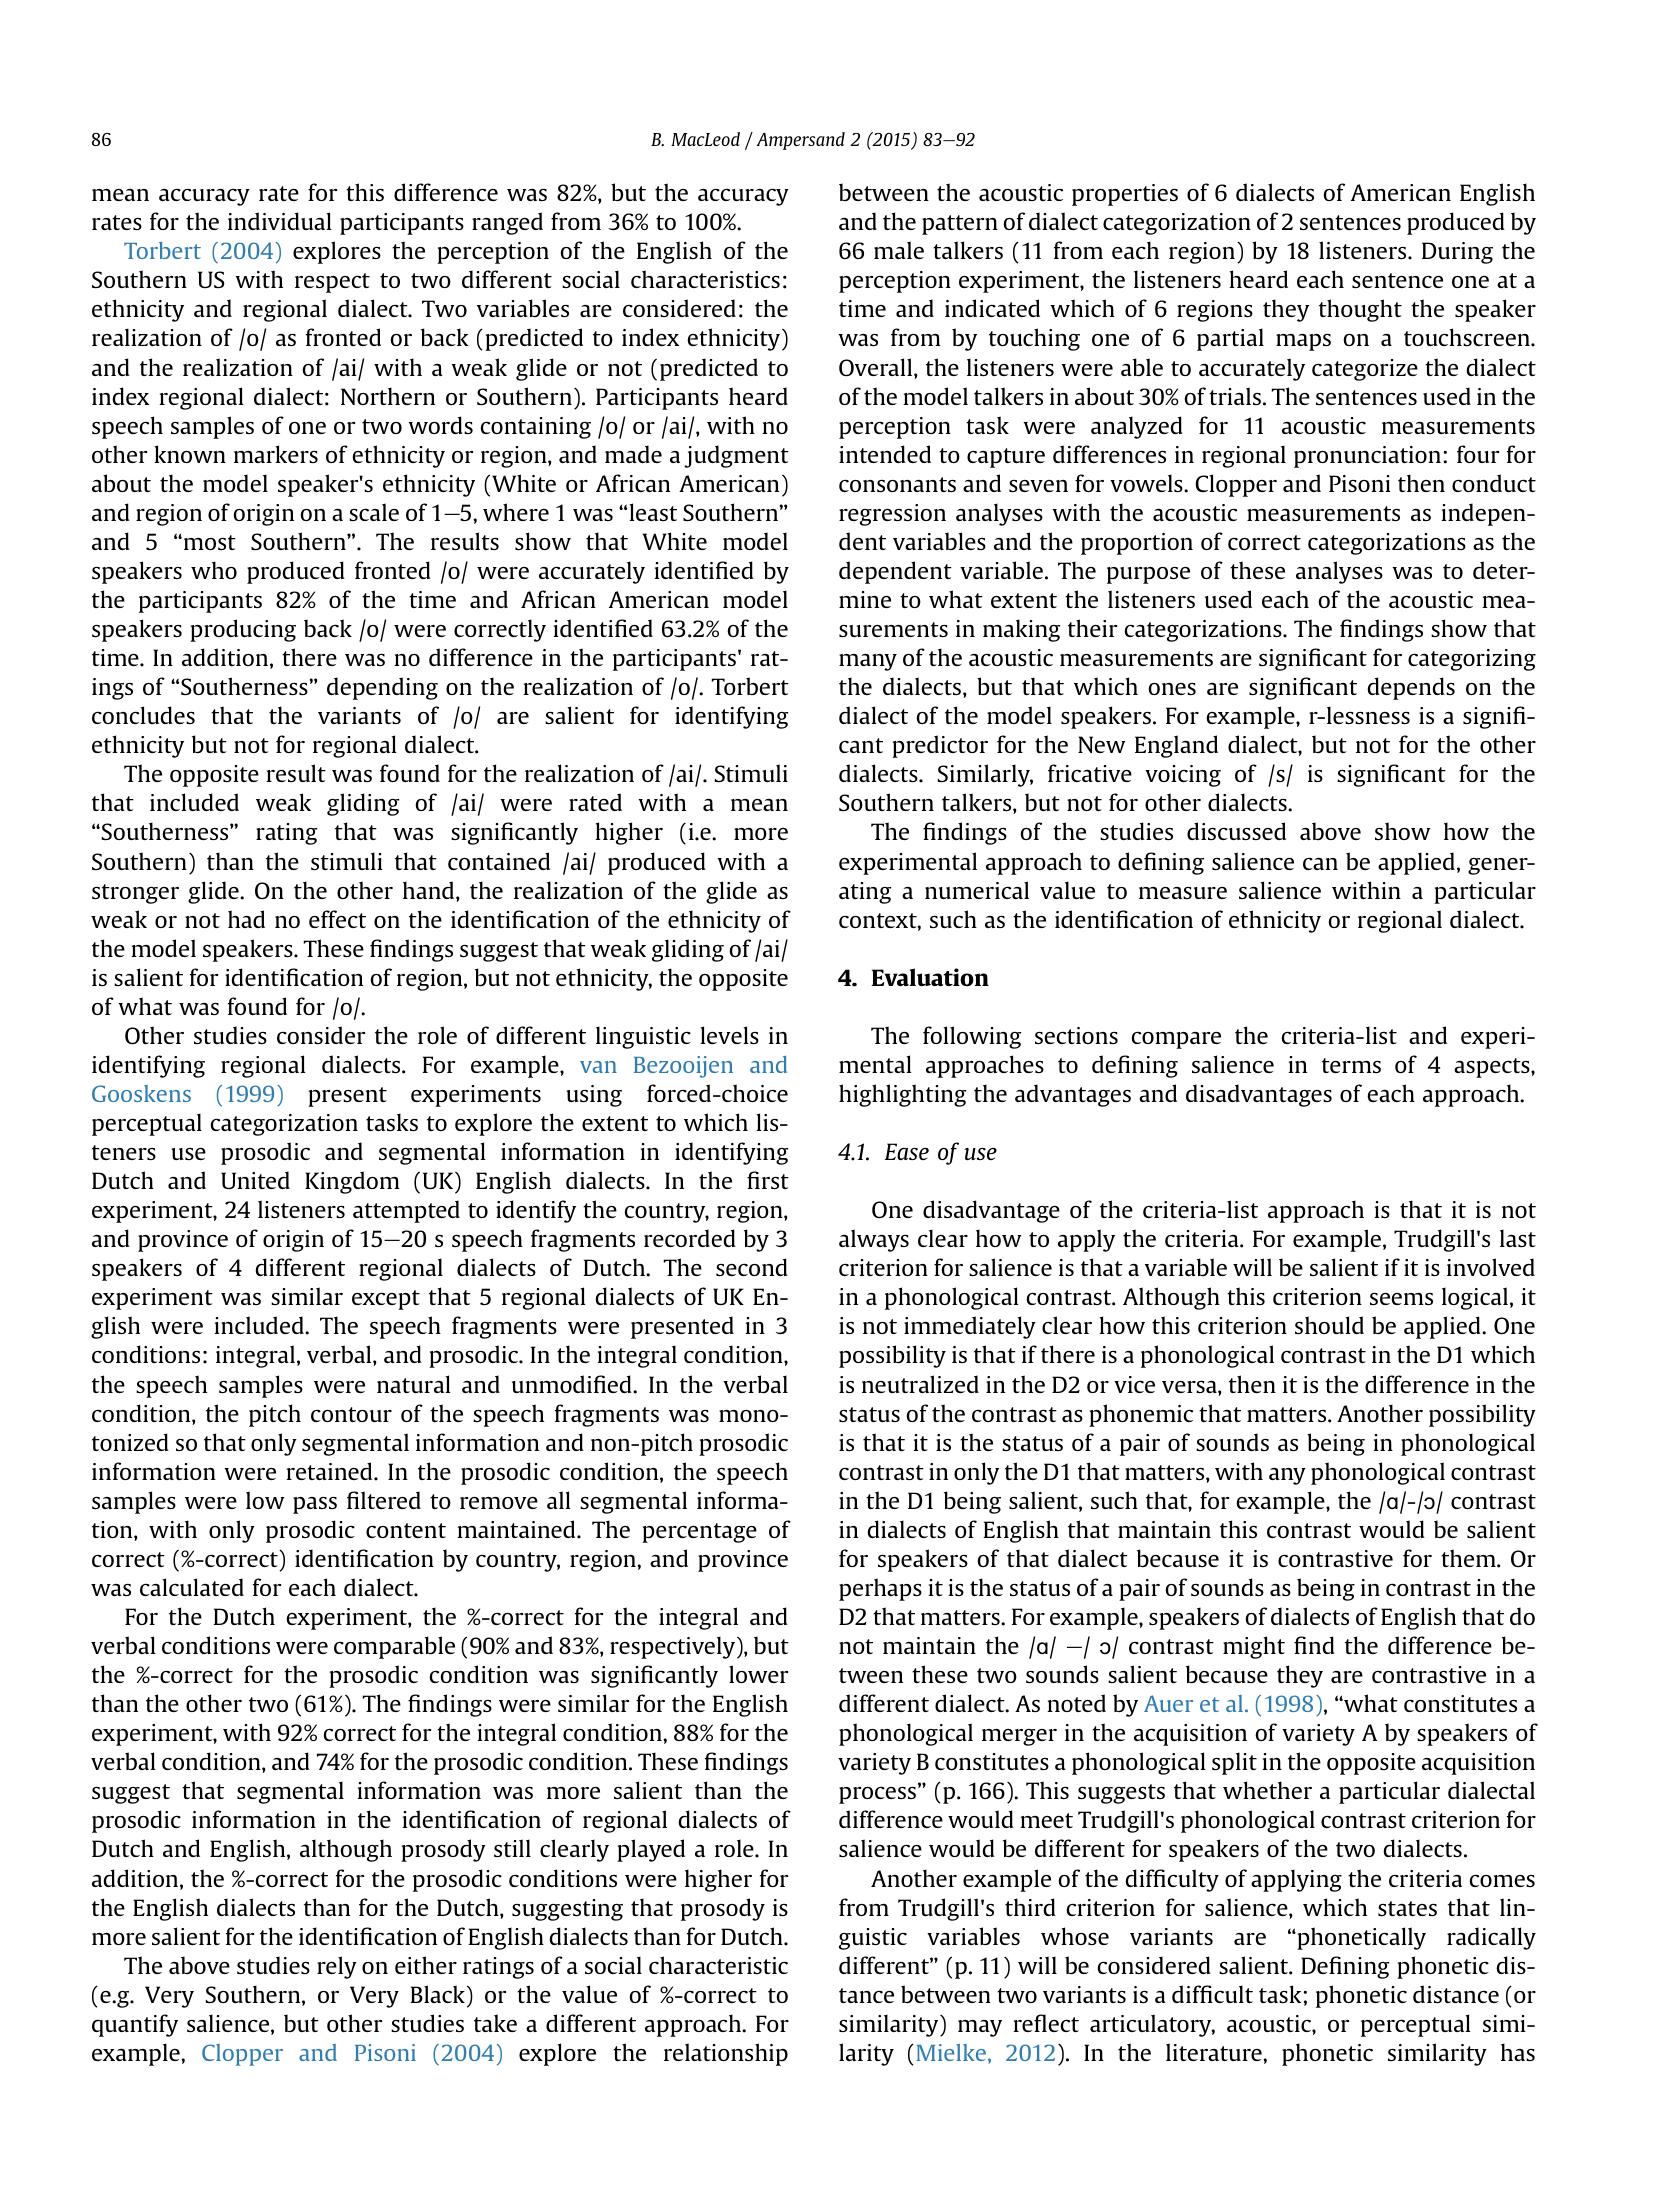 86
B. MacLeod / Ampersand 2 (2015) 83–92
mean accuracy rate for this difference was 82%, but the accuracy
rates for the individual participants ranged from 36% to 100%.
Torbert (2004) explores the perception of the English of the
Southern US with respect to two different social characteristics:
ethnicity and regional dialect. Two variables are considered: the
realization of /o/ as fronted or back (predicted to index ethnicity)
and the realization of /ai/ with a weak glide or not (predicted to
index regional dialect: Northern or Southern). Participants heard
speech samples of one or two words containing /o/ or /ai/, with no
other known markers of ethnicity or region, and made a judgment
about the model speaker's ethnicity (White or African American)
and region of origin on a scale of 1–5, where 1 was “least Southern”
and 5 “most Southern”. The results show that White model
speakers who produced fronted /o/ were accurately identified by
the participants 82% of the time and African American model
speakers producing back /o/ were correctly identified 63.2% of the
time. In addition, there was no difference in the participants' rat-
ings of “Southerness” depending on the realization of /o/. Torbert
concludes that the variants of /o/ are salient for identifying
ethnicity but not for regional dialect.
The opposite result was found for the realization of /ai/. Stimuli
that included weak gliding of /ai/ were rated with a mean
“Southerness” rating that was significantly higher (i.e. more
Southern) than the stimuli that contained /ai/ produced with a
stronger glide. On the other hand, the realization of the glide as
weak or not had no effect on the identification of the ethnicity of
the model speakers. These findings suggest that weak gliding of /ai/
is salient for identification of region, but not ethnicity, the opposite
of what was found for /o/.
Other studies consider the role of different linguistic levels in
identifying regional dialects. For example, van Bezooijen and
Gooskens (1999) present experiments using forced-choice
perceptual categorization tasks to explore the extent to which lis-
teners use prosodic and segmental information in identifying
Dutch and United Kingdom (UK) English dialects. In the first
experiment, 24 listeners attempted to identify the country, region,
and province of origin of 15–20 s speech fragments recorded by 3
speakers of 4 different regional dialects of Dutch. The second
experiment was similar except that 5 regional dialects of UK En-
glish were included. The speech fragments were presented in 3
conditions: integral, verbal, and prosodic. In the integral condition,
the speech samples were natural and unmodified. In the verbal
condition, the pitch contour of the speech fragments was mono-
tonized so that only segmental information and non-pitch prosodic
information were retained. In the prosodic condition, the speech
samples were low pass filtered to remove all segmental informa-
tion, with only prosodic content maintained. The percentage of
correct (%-correct) identification by country, region, and province
was calculated for each dialect.
For the Dutch experiment, the %-correct for the integral and
verbal conditions were comparable (90% and 83%, respectively), but
the %-correct for the prosodic condition was significantly lower
than the other two (61%). The findings were similar for the English
experiment, with 92% correct for the integral condition, 88% for the
verbal condition, and 74% for the prosodic condition. These findings
suggest that segmental information was more salient than the
prosodic information in the identification of regional dialects of
Dutch and English, although prosody still clearly played a role. In
addition, the %-correct for the prosodic conditions were higher for
the English dialects than for the Dutch, suggesting that prosody is
more salient for the identification of English dialects than for Dutch.
The above studies rely on either ratings of a social characteristic
(e.g. Very Southern, or Very Black) or the value of %-correct to
quantify salience, but other studies take a different approach. For
example, Clopper and Pisoni (2004) explore the relationship
between the acoustic properties of 6 dialects of American English
and the pattern of dialect categorization of 2 sentences produced by
66 male talkers (11 from each region) by 18 listeners. During the
perception experiment, the listeners heard each sentence one at a
time and indicated which of 6 regions they thought the speaker
was from by touching one of 6 partial maps on a touchscreen.
Overall, the listeners were able to accurately categorize the dialect
of the model talkers in about 30% of trials. The sentences used in the
perception task were analyzed for 11 acoustic measurements
intended to capture differences in regional pronunciation: four for
consonants and seven for vowels. Clopper and Pisoni then conduct
regression analyses with the acoustic measurements as indepen-
dent variables and the proportion of correct categorizations as the
dependent variable. The purpose of these analyses was to deter-
mine to what extent the listeners used each of the acoustic mea-
surements in making their categorizations. The findings show that
many of the acoustic measurements are significant for categorizing
the dialects, but that which ones are significant depends on the
dialect of the model speakers. For example, r-lessness is a signifi-
cant predictor for the New England dialect, but not for the other
dialects. Similarly, fricative voicing of /s/ is significant for the
Southern talkers, but not for other dialects.
The findings of the studies discussed above show how the
experimental approach to defining salience can be applied, gener-
ating a numerical value to measure salience within a particular
context, such as the identification of ethnicity or regional dialect.
4. Evaluation
The following sections compare the criteria-list and experi-
mental approaches to defining salience in terms of 4 aspects,
highlighting the advantages and disadvantages of each approach.
4.1. Ease of use
One disadvantage of the criteria-list approach is that it is not
always clear how to apply the criteria. For example, Trudgill's last
criterion for salience is that a variable will be salient if it is involved
in a phonological contrast. Although this criterion seems logical, it
is not immediately clear how this criterion should be applied. One
possibility is that if there is a phonological contrast in the D1 which
is neutralized in the D2 or vice versa, then it is the difference in the
status of the contrast as phonemic that matters. Another possibility
is that it is the status of a pair of sounds as being in phonological
contrast in only the D1 that matters, with any phonological contrast
in the D1 being salient, such that, for example, the /ɑ/-/ɔ/ contrast
in dialects of English that maintain this contrast would be salient
for speakers of that dialect because it is contrastive for them. Or
perhaps it is the status of a pair of sounds as being in contrast in the
D2 that matters. For example, speakers of dialects of English that do
not maintain the /ɑ/ –/ ɔ/ contrast might find the difference be-
tween these two sounds salient because they are contrastive in a
different dialect. As noted by Auer et al. (1998), “what constitutes a
phonological merger in the acquisition of variety A by speakers of
variety B constitutes a phonological split in the opposite acquisition
process” (p. 166). This suggests that whether a particular dialectal
difference would meet Trudgill's phonological contrast criterion for
salience would be different for speakers of the two dialects.
Another example of the difficulty of applying the criteria comes
from Trudgill's third criterion for salience, which states that lin-
guistic variables whose variants are “phonetically radically
different” (p. 11) will be considered salient. Defining phonetic dis-
tance between two variants is a difficult task; phonetic distance (or
similarity) may reflect articulatory, acoustic, or perceptual simi-
larity (Mielke, 2012). In the literature, phonetic similarity has